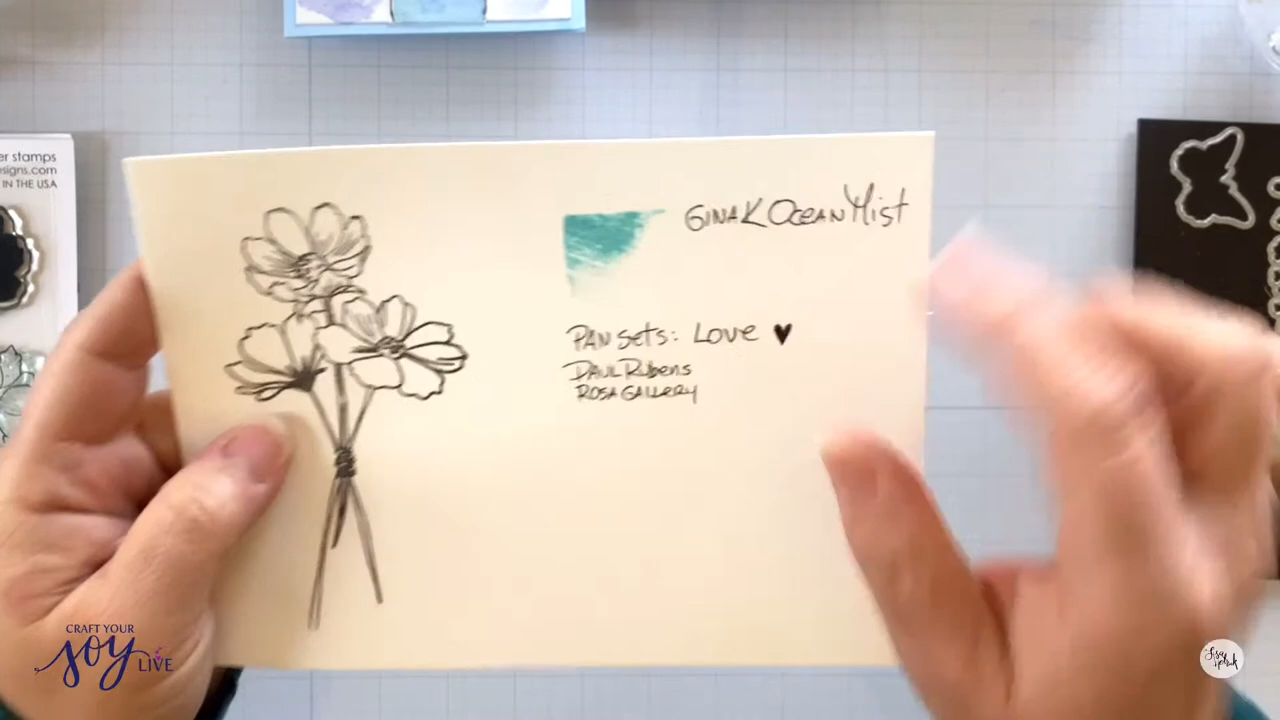 er stamps
esigns.com
IN THE USA
GINA K OCEAN MIST
PAN SETS: LOVE ♥
PAUL RUBENS
ROSA GALLERY
CRAFT YOUR
joy LIVE